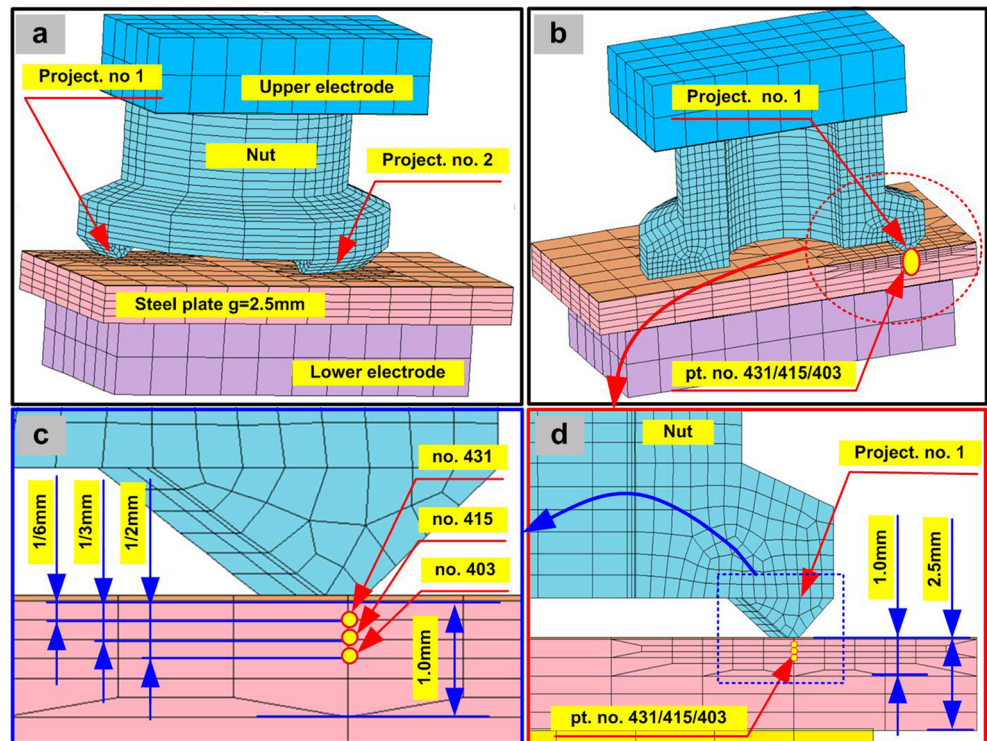 a
Project. no 1
Upper electrode
Nut
Project. no. 2
Steel plate g=2.5mm
Lower electrode
b
Project. no. 1
pt. no. 431/415/403
c
no. 431
no. 415
no. 403
1/6mm
1/3mm
1/2mm
1.0mm
d
Nut
Project. no. 1
1.0mm
2.5mm
pt. no. 431/415/403